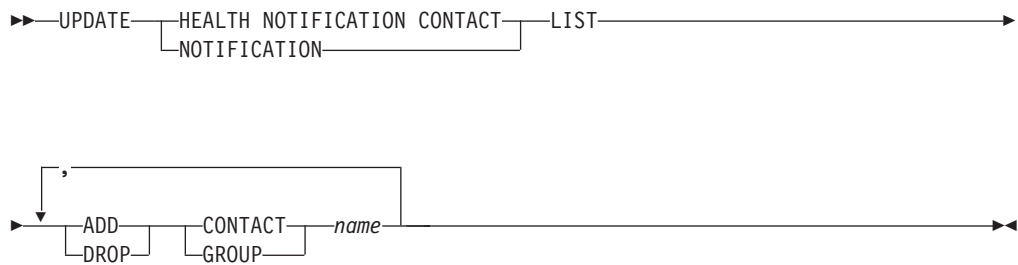 UPDATE HEALTH NOTIFICATION CONTACT LIST
NOTIFICATION
,
ADD CONTACT name
DROP GROUP